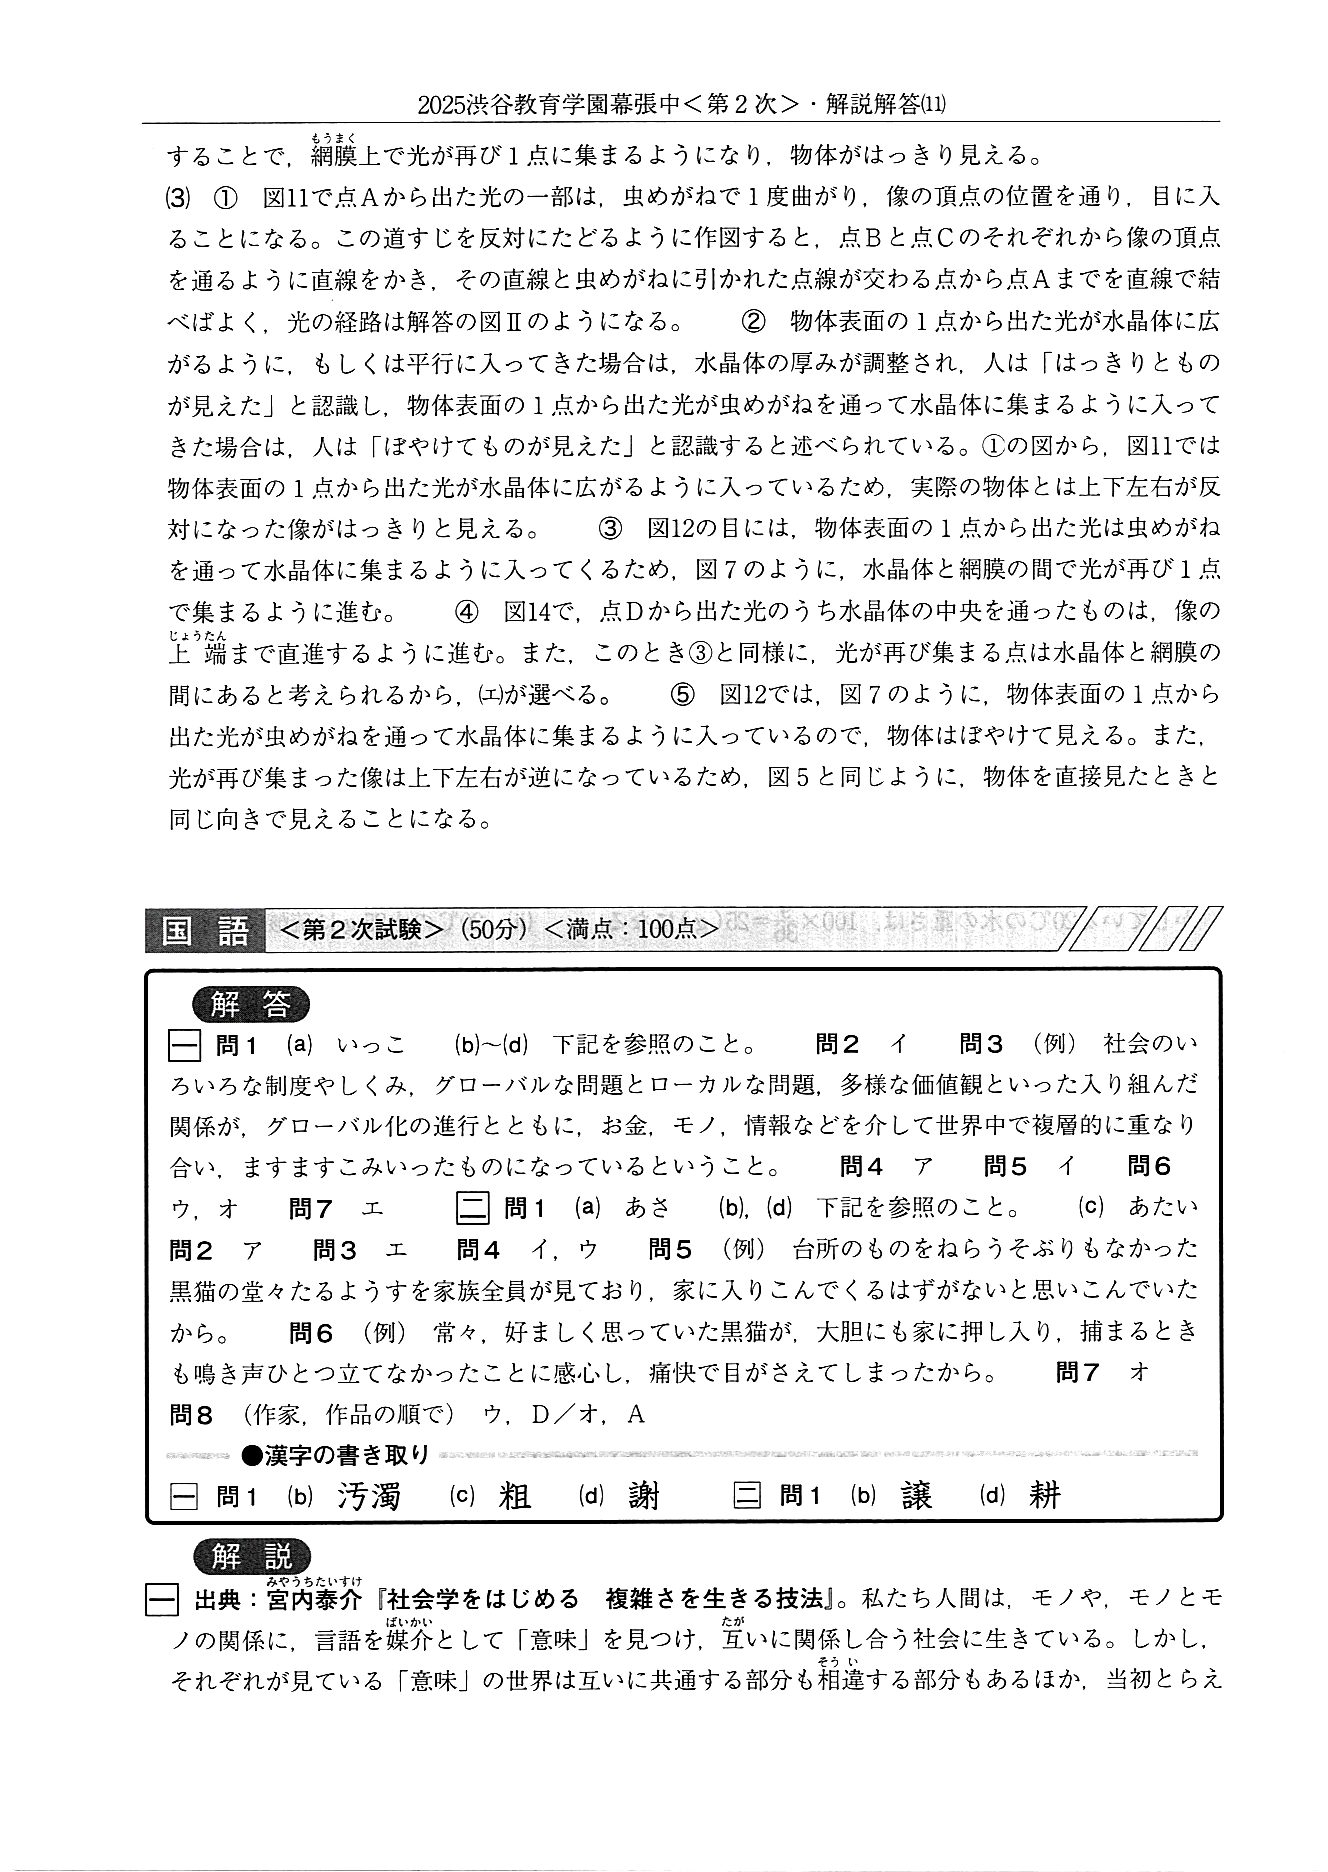 2025渋谷教育学園幕張中＜第２次＞・解説解答(11)
することで，網膜上で光が再び１点に集まるようになり，物体がはっきり見える。
もうまく
(3)　①　図11で点Ａから出た光の一部は，虫めがねで１度曲がり，像の頂点の位置を通り，目に入
ることになる。この道すじを反対にたどるように作図すると，点Ｂと点Ｃのそれぞれから像の頂点
を通るように直線をかき，その直線と虫めがねに引かれた点線が交わる点から点Ａまでを直線で結
べばよく，光の経路は解答の図Ⅱのようになる。　　②　物体表面の１点から出た光が水晶体に広
がるように，もしくは平行に入ってきた場合は，水晶体の厚みが調整され，人は「はっきりともの
が見えた」と認識し，物体表面の１点から出た光が虫めがねを通って水晶体に集まるように入って
きた場合は，人は「ぼやけてものが見えた」と認識すると述べられている。①の図から，図11では
物体表面の１点から出た光が水晶体に広がるように入っているため，実際の物体とは上下左右が反
対になった像がはっきりと見える。　　③　図12の目には，物体表面の１点から出た光は虫めがね
を通って水晶体に集まるように入ってくるため，図７のように，水晶体と網膜の間で光が再び１点
で集まるように進む。　　④　図14で，点Ｄから出た光のうち水晶体の中央を通ったものは，像の
じょうたん
上端まで直進するように進む。また，このとき③と同様に，光が再び集まる点は水晶体と網膜の
間にあると考えられるから，(エ)が選べる。　　⑤　図12では，図７のように，物体表面の１点から
出た光が虫めがねを通って水晶体に集まるように入っているので，物体はぼやけて見える。また，
光が再び集まった像は上下左右が逆になっているため，図５と同じように，物体を直接見たときと
同じ向きで見えることになる。
国語　＜第２次試験＞（50分）＜満点：100点＞
解答
一　問１　(a)　いっこ　　(b)～(d)　下記を参照のこと。　　問２　イ　　問３　（例）　社会のい
ろいろな制度やしくみ，グローバルな問題とローカルな問題，多様な価値観といった入り組んだ
関係が，グローバル化の進行とともに，お金，モノ，情報などを介して世界中で複層的に重なり
合い，ますますこみいったものになっているということ。　　問４　ア　　問５　イ　　問６
ウ，オ　　問７　エ　　　二　問１　(a)　あさ　　(b)，(d)　下記を参照のこと。　　(c)　あたい
問２　ア　　問３　エ　　問４　イ，ウ　　問５　（例）　台所のものをねらうそぶりもなかった
黒猫の堂々たるようすを家族全員が見ており，家に入りこんでくるはずがないと思いこんでいた
から。　　問６　（例）　常々，好ましく思っていた黒猫が，大胆にも家に押し入り，捕まるとき
も鳴き声ひとつ立てなかったことに感心し，痛快で目がさえてしまったから。　　問７　オ
問８　（作家，作品の順で）　ウ，Ｄ／オ，Ａ
●漢字の書き取り
一　問１　(b)　汚濁　　(c)　粗　　(d)　謝　　　二　問１　(b)　譲　　(d)　耕
解説
みやうちたいすけ
一　出典：宮内泰介『社会学をはじめる　複雑さを生きる技法』。私たち人間は，モノや，モノとモ
ばいかい　たが
ノの関係に，言語を媒介として「意味」を見つけ，互いに関係し合う社会に生きている。しかし，
そうい
それぞれが見ている「意味」の世界は互いに共通する部分も相違する部分もあるほか，当初とらえ